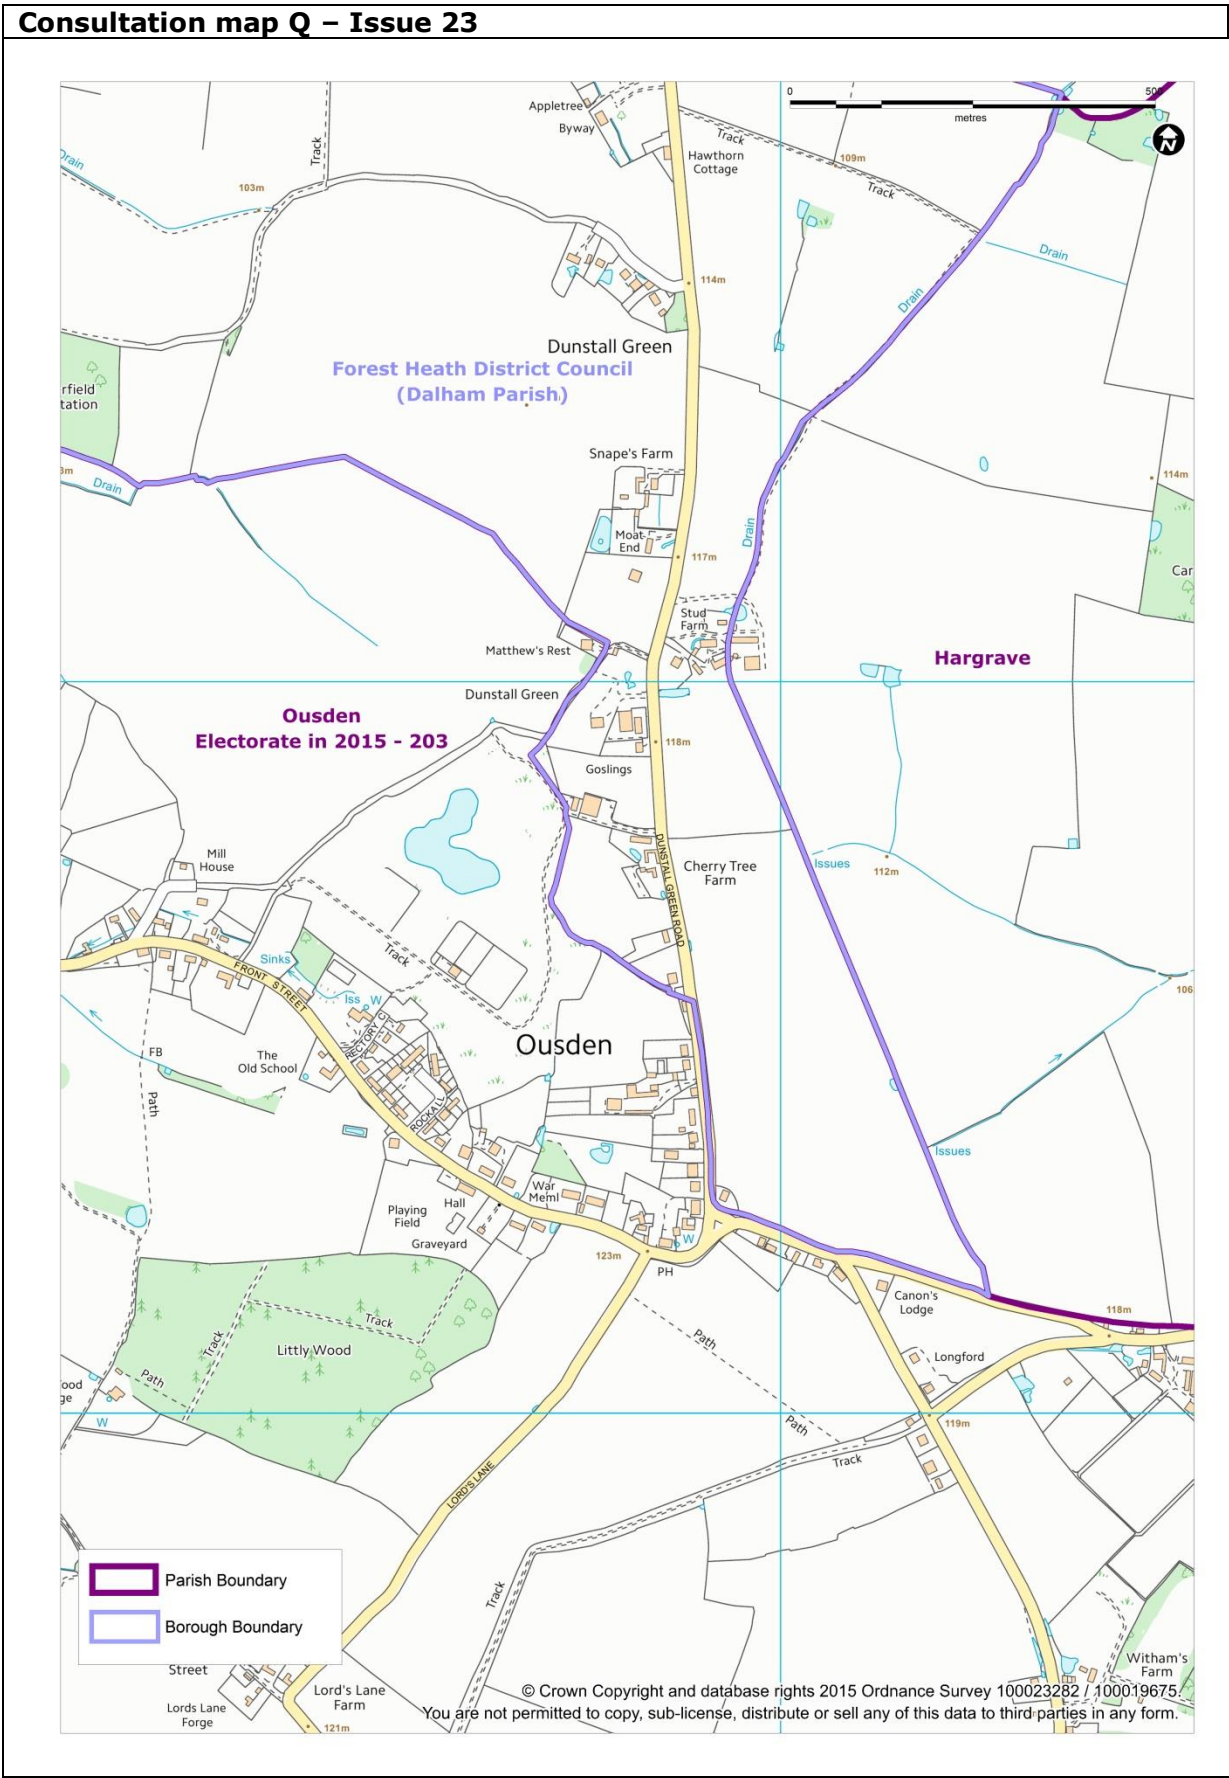 Consultation map Q – Issue 23
0
500
metres
N
Appletree
Byway
Track
Hawthorn
Cottage
Track
109m
Track
Drain
103m
Drain
Drain
114m
Dunstall Green
Forest Heath District Council
(Dalham Parish)
rfield
tation
3m
Drain
Snape's Farm
114m
Moat
End
Drain
117m
Car
Stud
Farm
Matthew's Rest
Hargrave
Dunstall Green
Ousden
Electorate in 2015 - 203
118m
Goslings
Mill
House
DUNSTALL GREEN ROAD
Cherry Tree
Farm
Issues
112m
Track
FRONT STREET
Sinks
Iss
W
106
RECTORY C
Ousden
FB
The
Old School
Path
ROCKALL
Issues
War
Meml
Playing
Field
Hall
Graveyard
W
123m
PH
Canon's
Lodge
118m
Track
Track
Littly Wood
Path
Longford
Path
ood
ge
W
Path
119m
Track
LORD'S LANE
Track
Parish Boundary
Borough Boundary
Street
Lord's Lane
Farm
Lords Lane
Forge
121m
Witham's
Farm
© Crown Copyright and database rights 2015 Ordnance Survey 100023282 / 100019675.
You are not permitted to copy, sub-license, distribute or sell any of this data to third parties in any form.